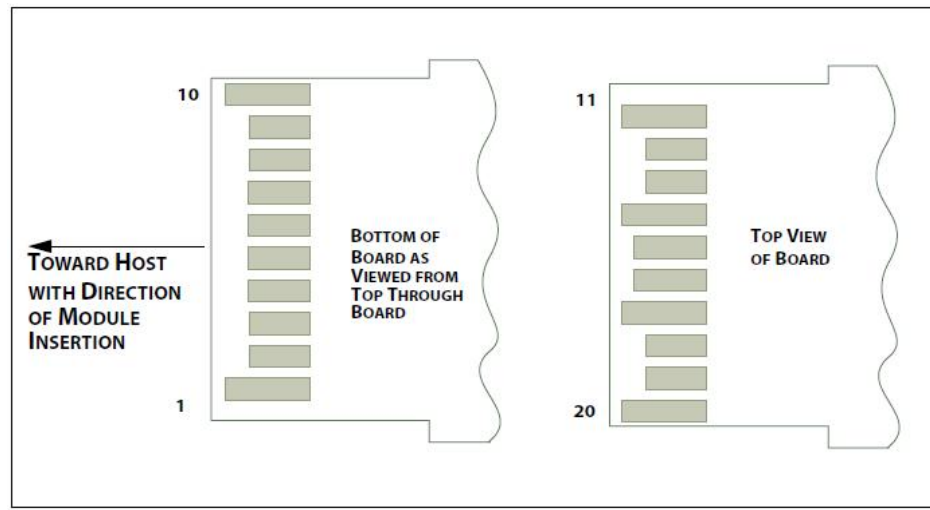 10
1
TOWARD HOST
WITH DIRECTION
OF MODULE
INSERTION
BOTTOM OF
BOARD AS
VIEWED FROM
TOP THROUGH
BOARD
11
20
TOP VIEW
OF BOARD